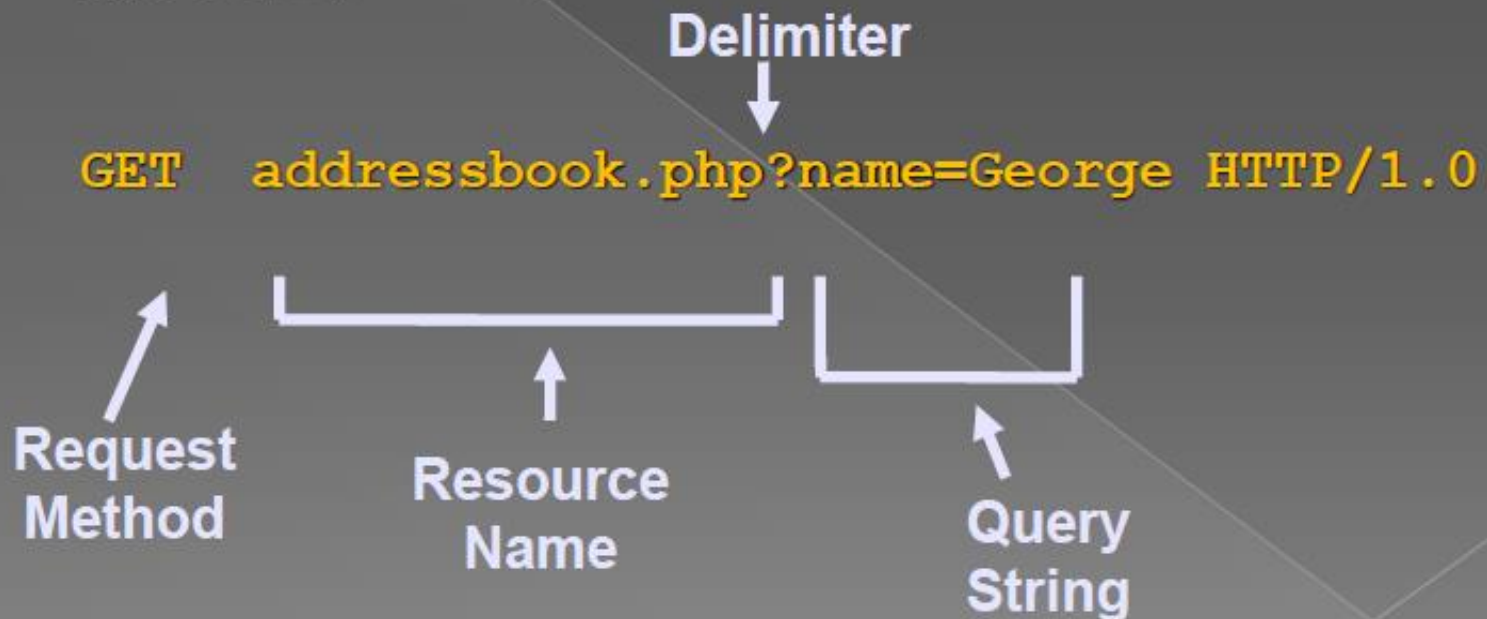 Delimiter
GET addressbook.php?name=George HTTP/1.0
Request
Method
Resource
Name
Query
String